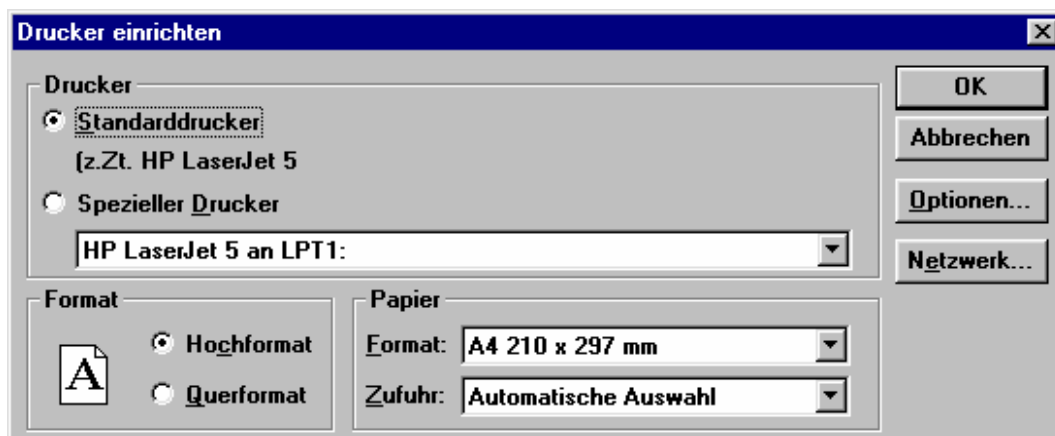 Drucker einrichten
Drucker
Standarddrucker
(z.Zt. HP LaserJet 5
Spezieller Drucker
HP LaserJet 5 an LPT1:
OK
Abbrechen
Optionen...
Netzwerk...
Format
A
Hochformat
Querformat
Papier
Format: A4 210 x 297 mm
Zufuhr: Automatische Auswahl